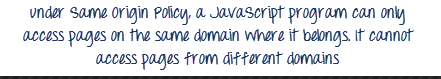 under Same Origin Policy, a JavaScript program can only
access pages on the same domain where it belongs. It cannot
access pages from different domains